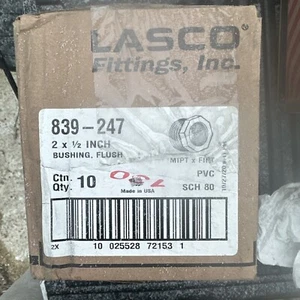 LASCO®
Fittings, Inc.
839-247
2 x ½ INCH
BUSHING, FLUSH
MIPT x FIPT
Ctn.
Qty. 10
PVC
SCH 80
Made in USA
2X
10 025528 72153 1